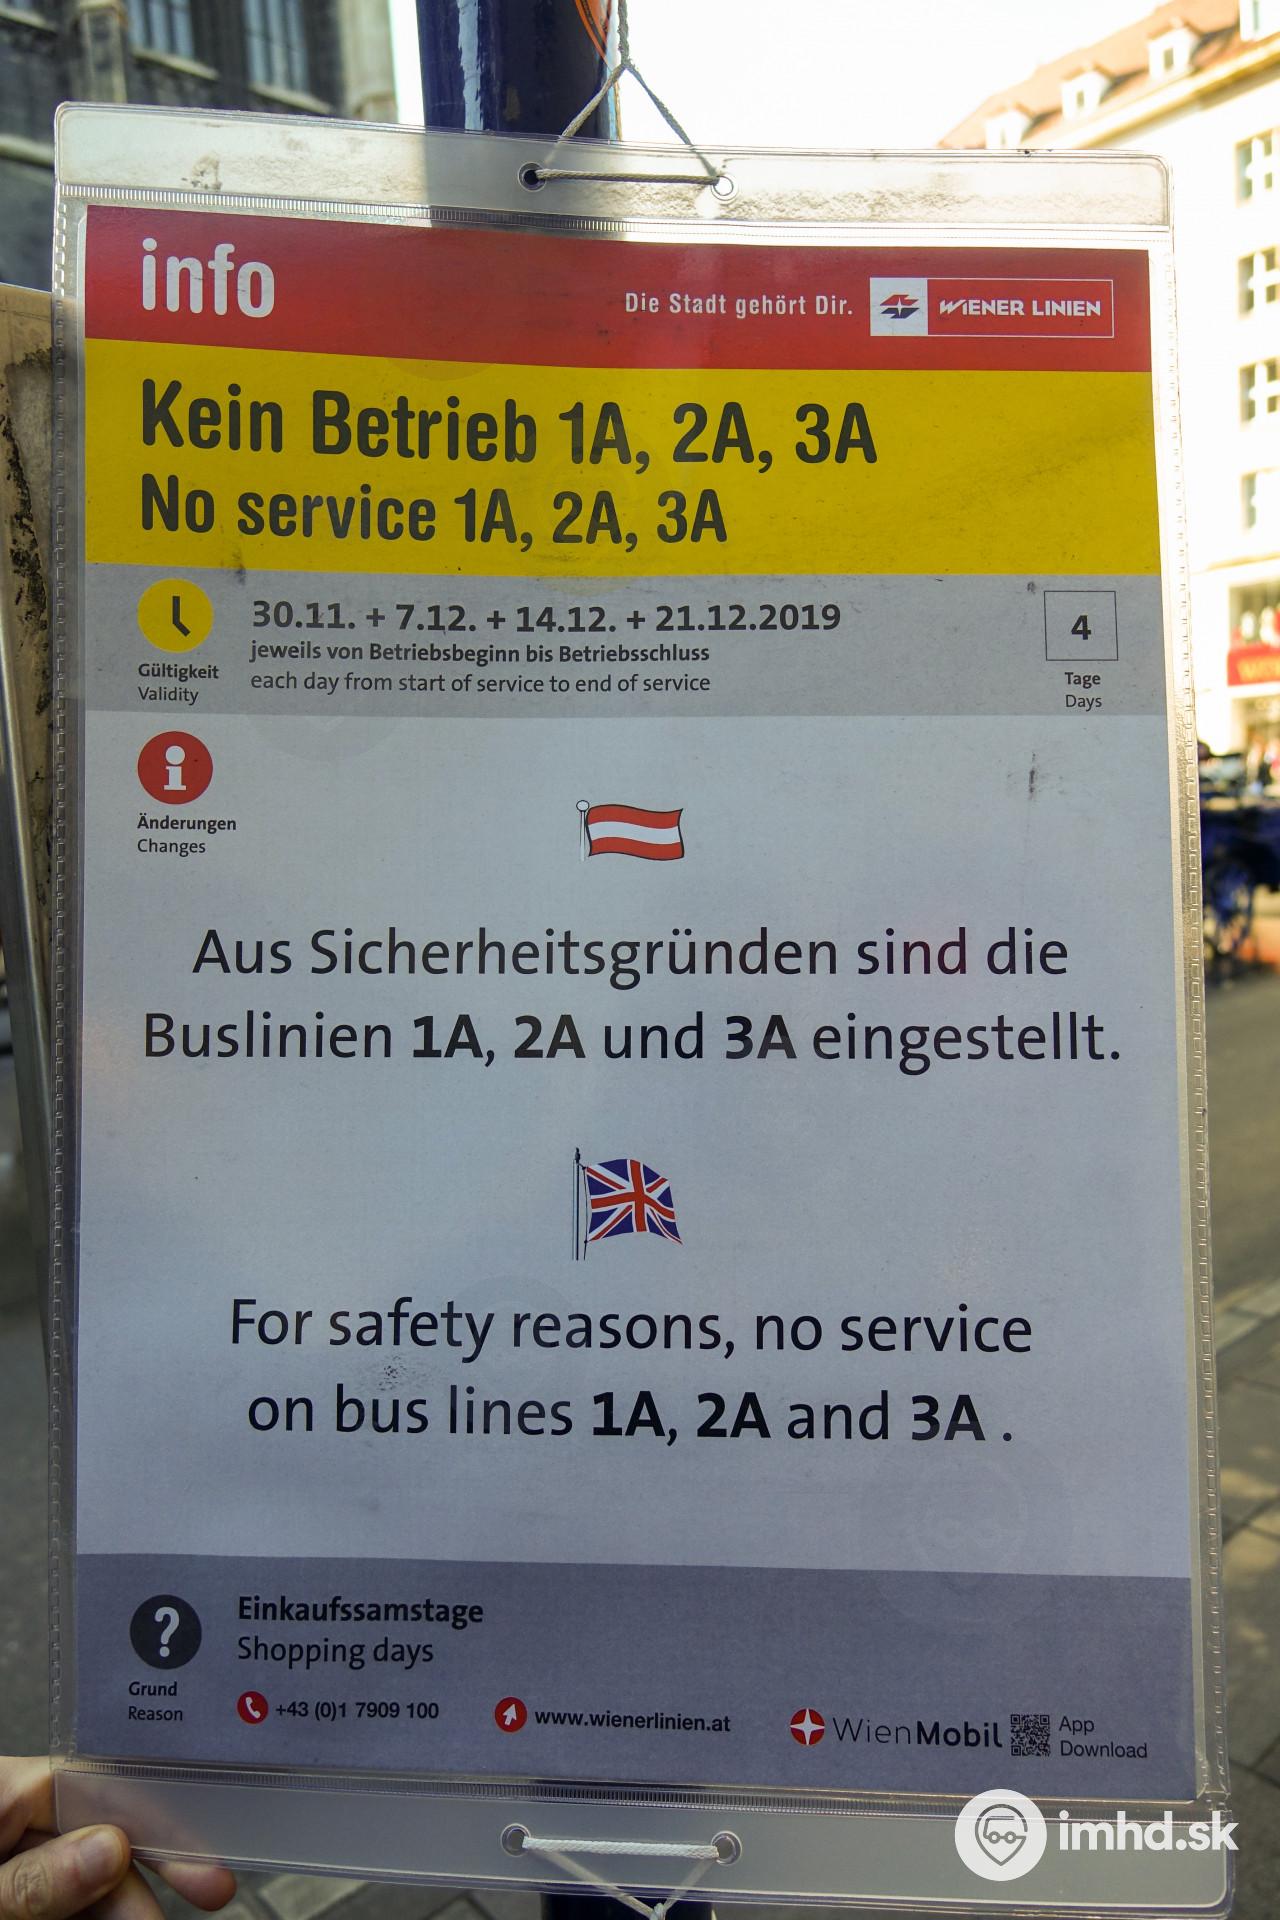 info
Die Stadt gehört Dir.
WIENER LINIEN
Kein Betrieb 1A, 2A, 3A
No service 1A, 2A, 3A
30.11. + 7.12. + 14.12. + 21.12.2019
jeweils von Betriebsbeginn bis Betriebsschluss
each day from start of service to end of service
Gültigkeit
Validity
4
Tage
Days
Änderungen
Changes
Aus Sicherheitsgründen sind die
Buslinien 1A, 2A und 3A eingestellt.
For safety reasons, no service
on bus lines 1A, 2A and 3A .
Einkaufssamstage
Shopping days
Grund
Reason
+43 (0)1 7909 100
www.wienerlinien.at
WienMobil
App
Download
imhd.sk